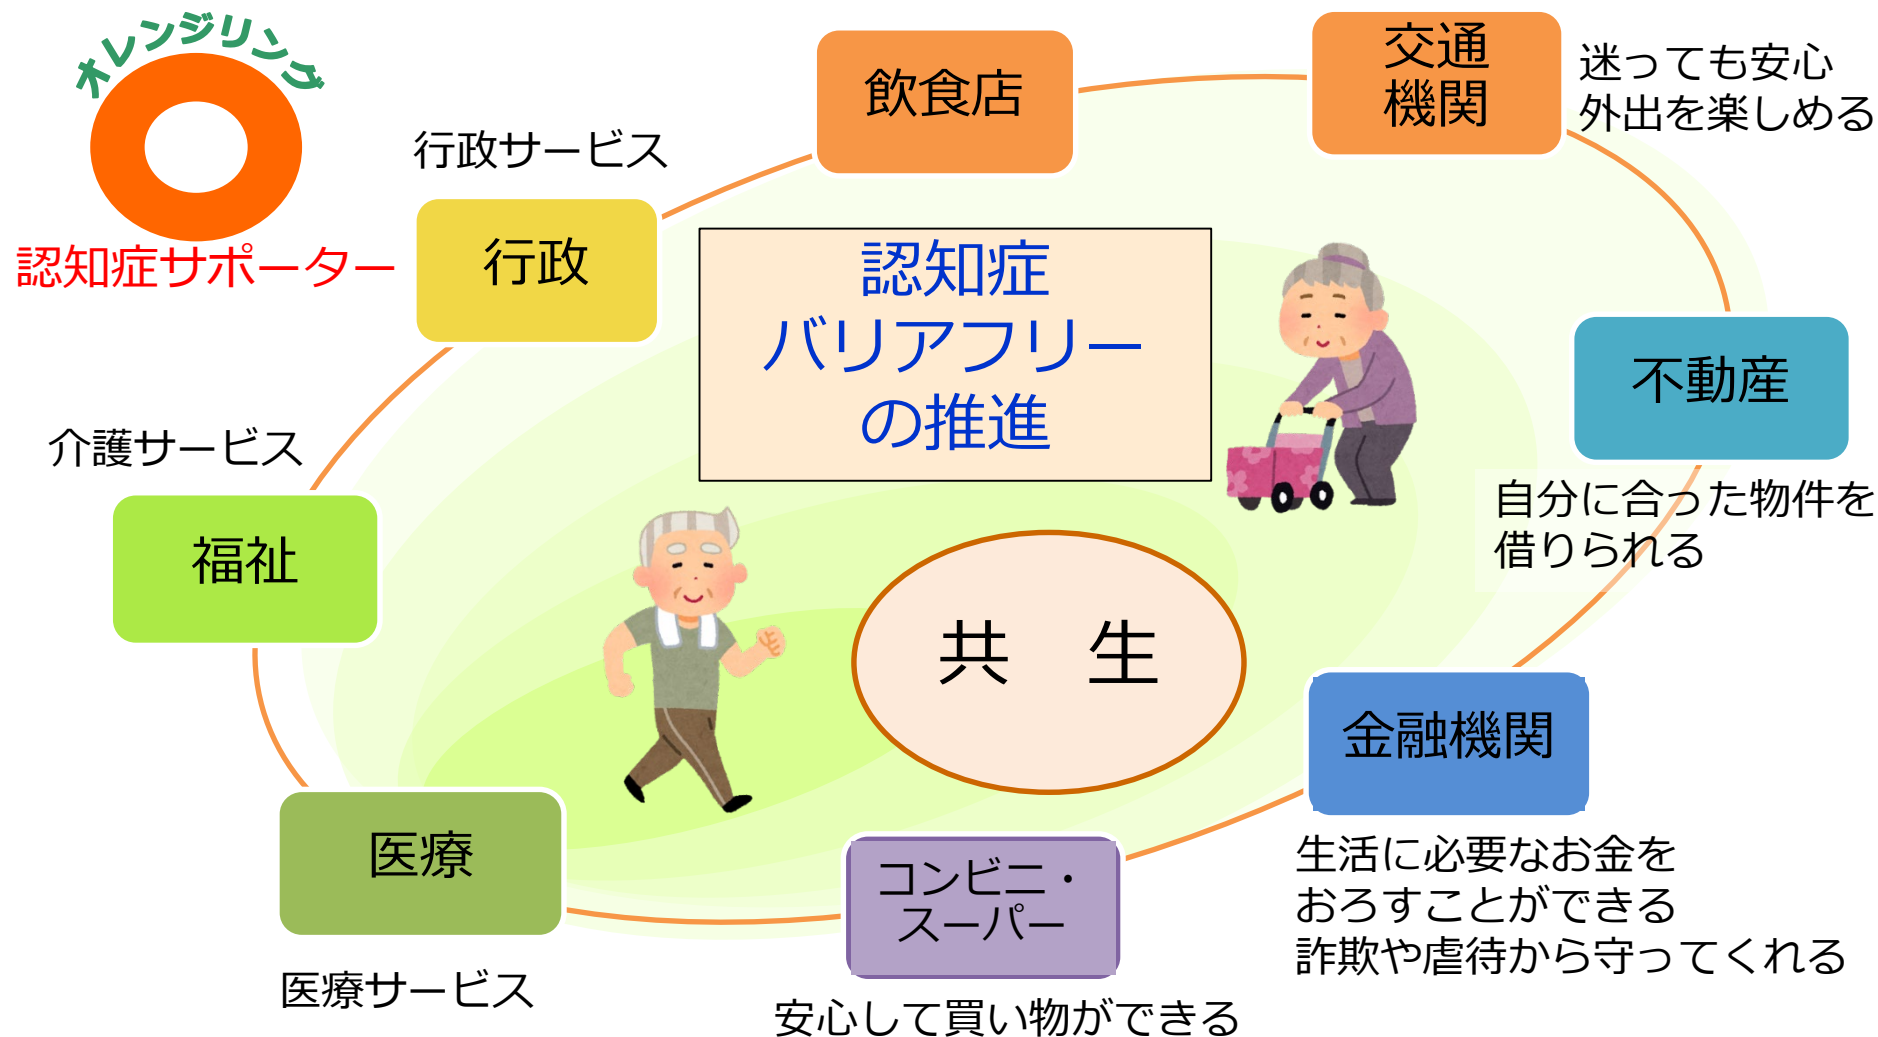 オレンジリング
認知症サポーター
行政サービス
行政
飲食店
交通
機関
迷っても安心
外出を楽しめる
認知症
バリアフリー
の推進
不動産
自分に合った物件を
借りられる
介護サービス
福祉
共　生
金融機関
生活に必要なお金を
おろすことができる
詐欺や虐待から守ってくれる
医療
医療サービス
コンビニ・
スーパー
安心して買い物ができる